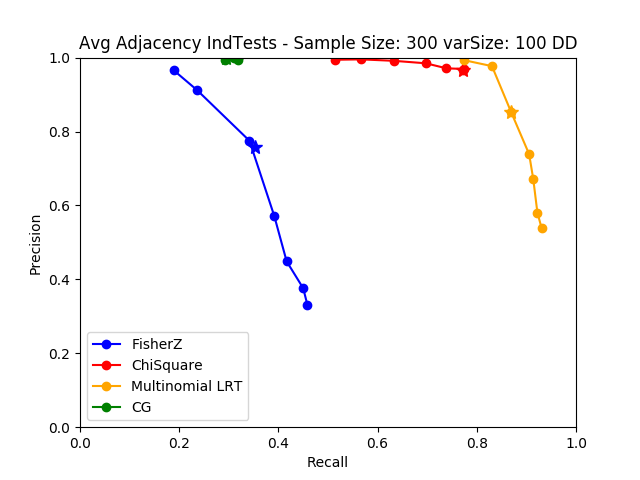 Avg Adjacency IndTests - Sample Size: 300 varSize: 100 DD
1.0
0.8
0.6
0.4
0.2
0.0
Precision
FisherZ
ChiSquare
Multinomial LRT
CG
0.0 0.2 0.4 0.6 0.8 1.0
Recall